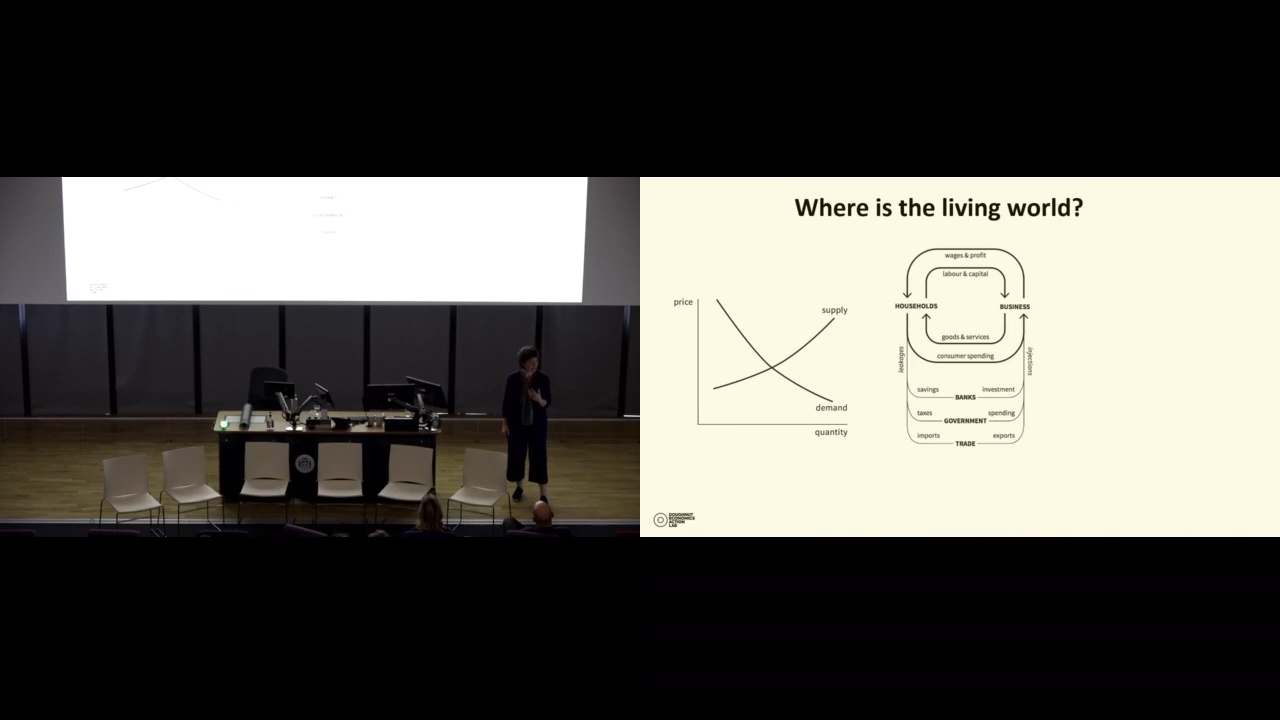 Where is the living world?
price
supply
demand
quantity
wages & profit
labour & capital
HOUSEHOLDS
BUSINESS
goods & services
consumer spending
leakages
injections
savings
investment
BANKS
taxes
spending
GOVERNMENT
imports
exports
TRADE
DOUGHNUT
ECONOMICS
ACTION
LAB